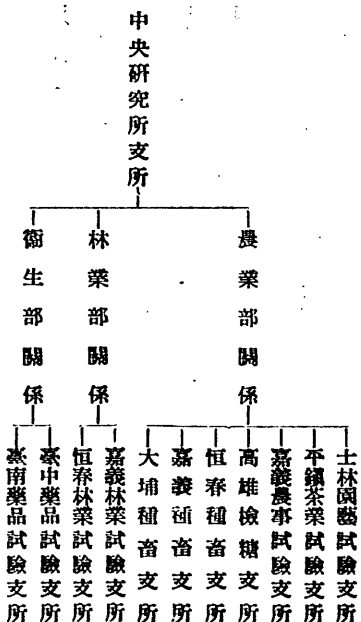 中央研究所支所
農業部關係
林業部關係
衞生部關係
士林園藝試驗支所
平鎭茶業試驗支所
嘉義農事試驗支所
高雄檢糖支所
恒春種畜支所
嘉義種畜支所
大埔種畜支所
嘉義林業試驗支所
恒春林業試驗支所
臺中藥品試驗支所
臺南藥品試驗支所